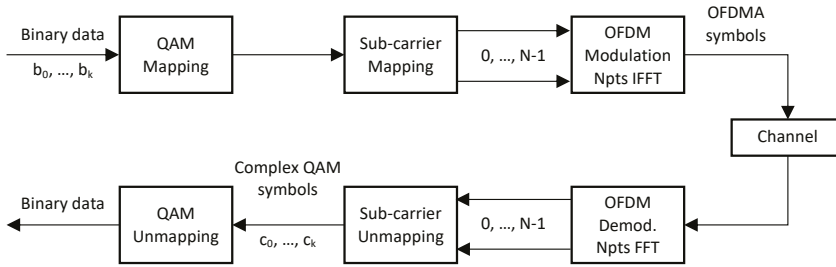 Binary data
b₀, ..., bₖ
QAM
Mapping
Sub-carrier
Mapping
0, ..., N-1
OFDM
Modulation
Npts IFFT
OFDMA
symbols
Channel
Binary data
QAM
Unmapping
Complex QAM
symbols
c₀, ..., cₖ
Sub-carrier
Unmapping
0, ..., N-1
OFDM
Demod.
Npts FFT